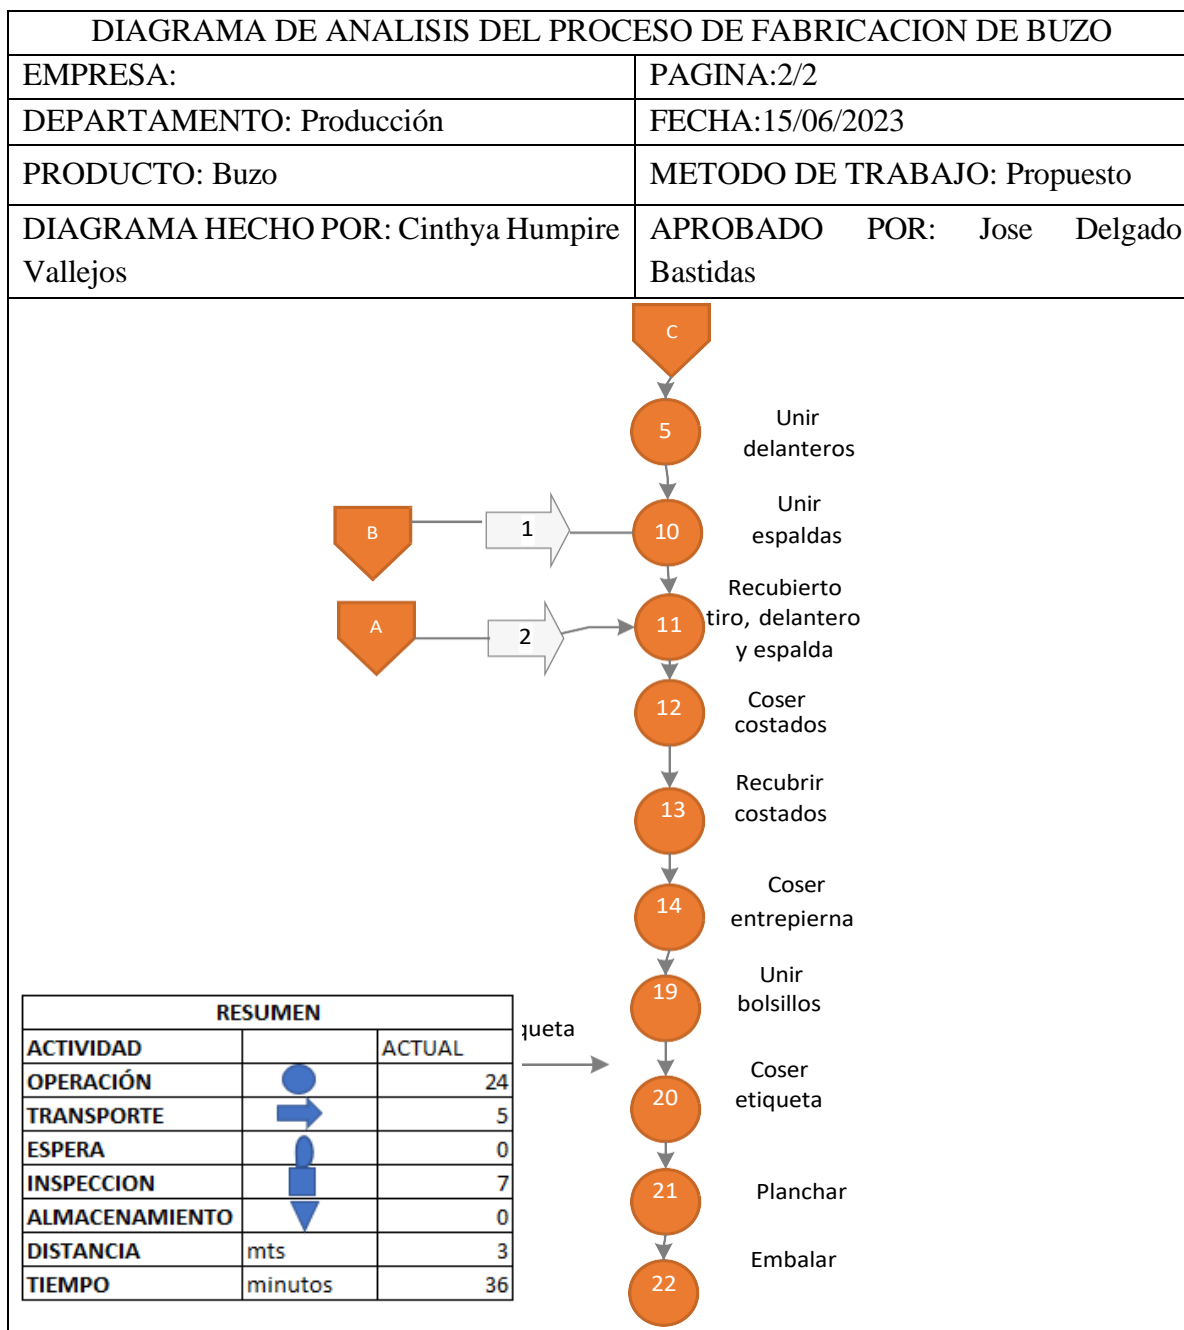 DIAGRAMA DE ANALISIS DEL PROCESO DE FABRICACION DE BUZO
EMPRESA:
PAGINA:2/2
DEPARTAMENTO: Producción
FECHA:15/06/2023
PRODUCTO: Buzo
METODO DE TRABAJO: Propuesto
DIAGRAMA HECHO POR: Cinthya Humpire
Vallejos
APROBADO POR: Jose Delgado
Bastidas
C
5
Unir
delanteros
B
1
10
Unir
espaldas
A
2
11
Recubierto
tiro, delantero
y espalda
12
Coser
costados
13
Recubrir
costados
14
Coser
entrepierna
19
Unir
bolsillos
queta
20
Coser
etiqueta
21
Planchar
22
Embalar
RESUMEN
ACTIVIDAD ACTUAL
OPERACIÓN 24
TRANSPORTE 5
ESPERA 0
INSPECCION 7
ALMACENAMIENTO 0
DISTANCIA mts 3
TIEMPO minutos 36